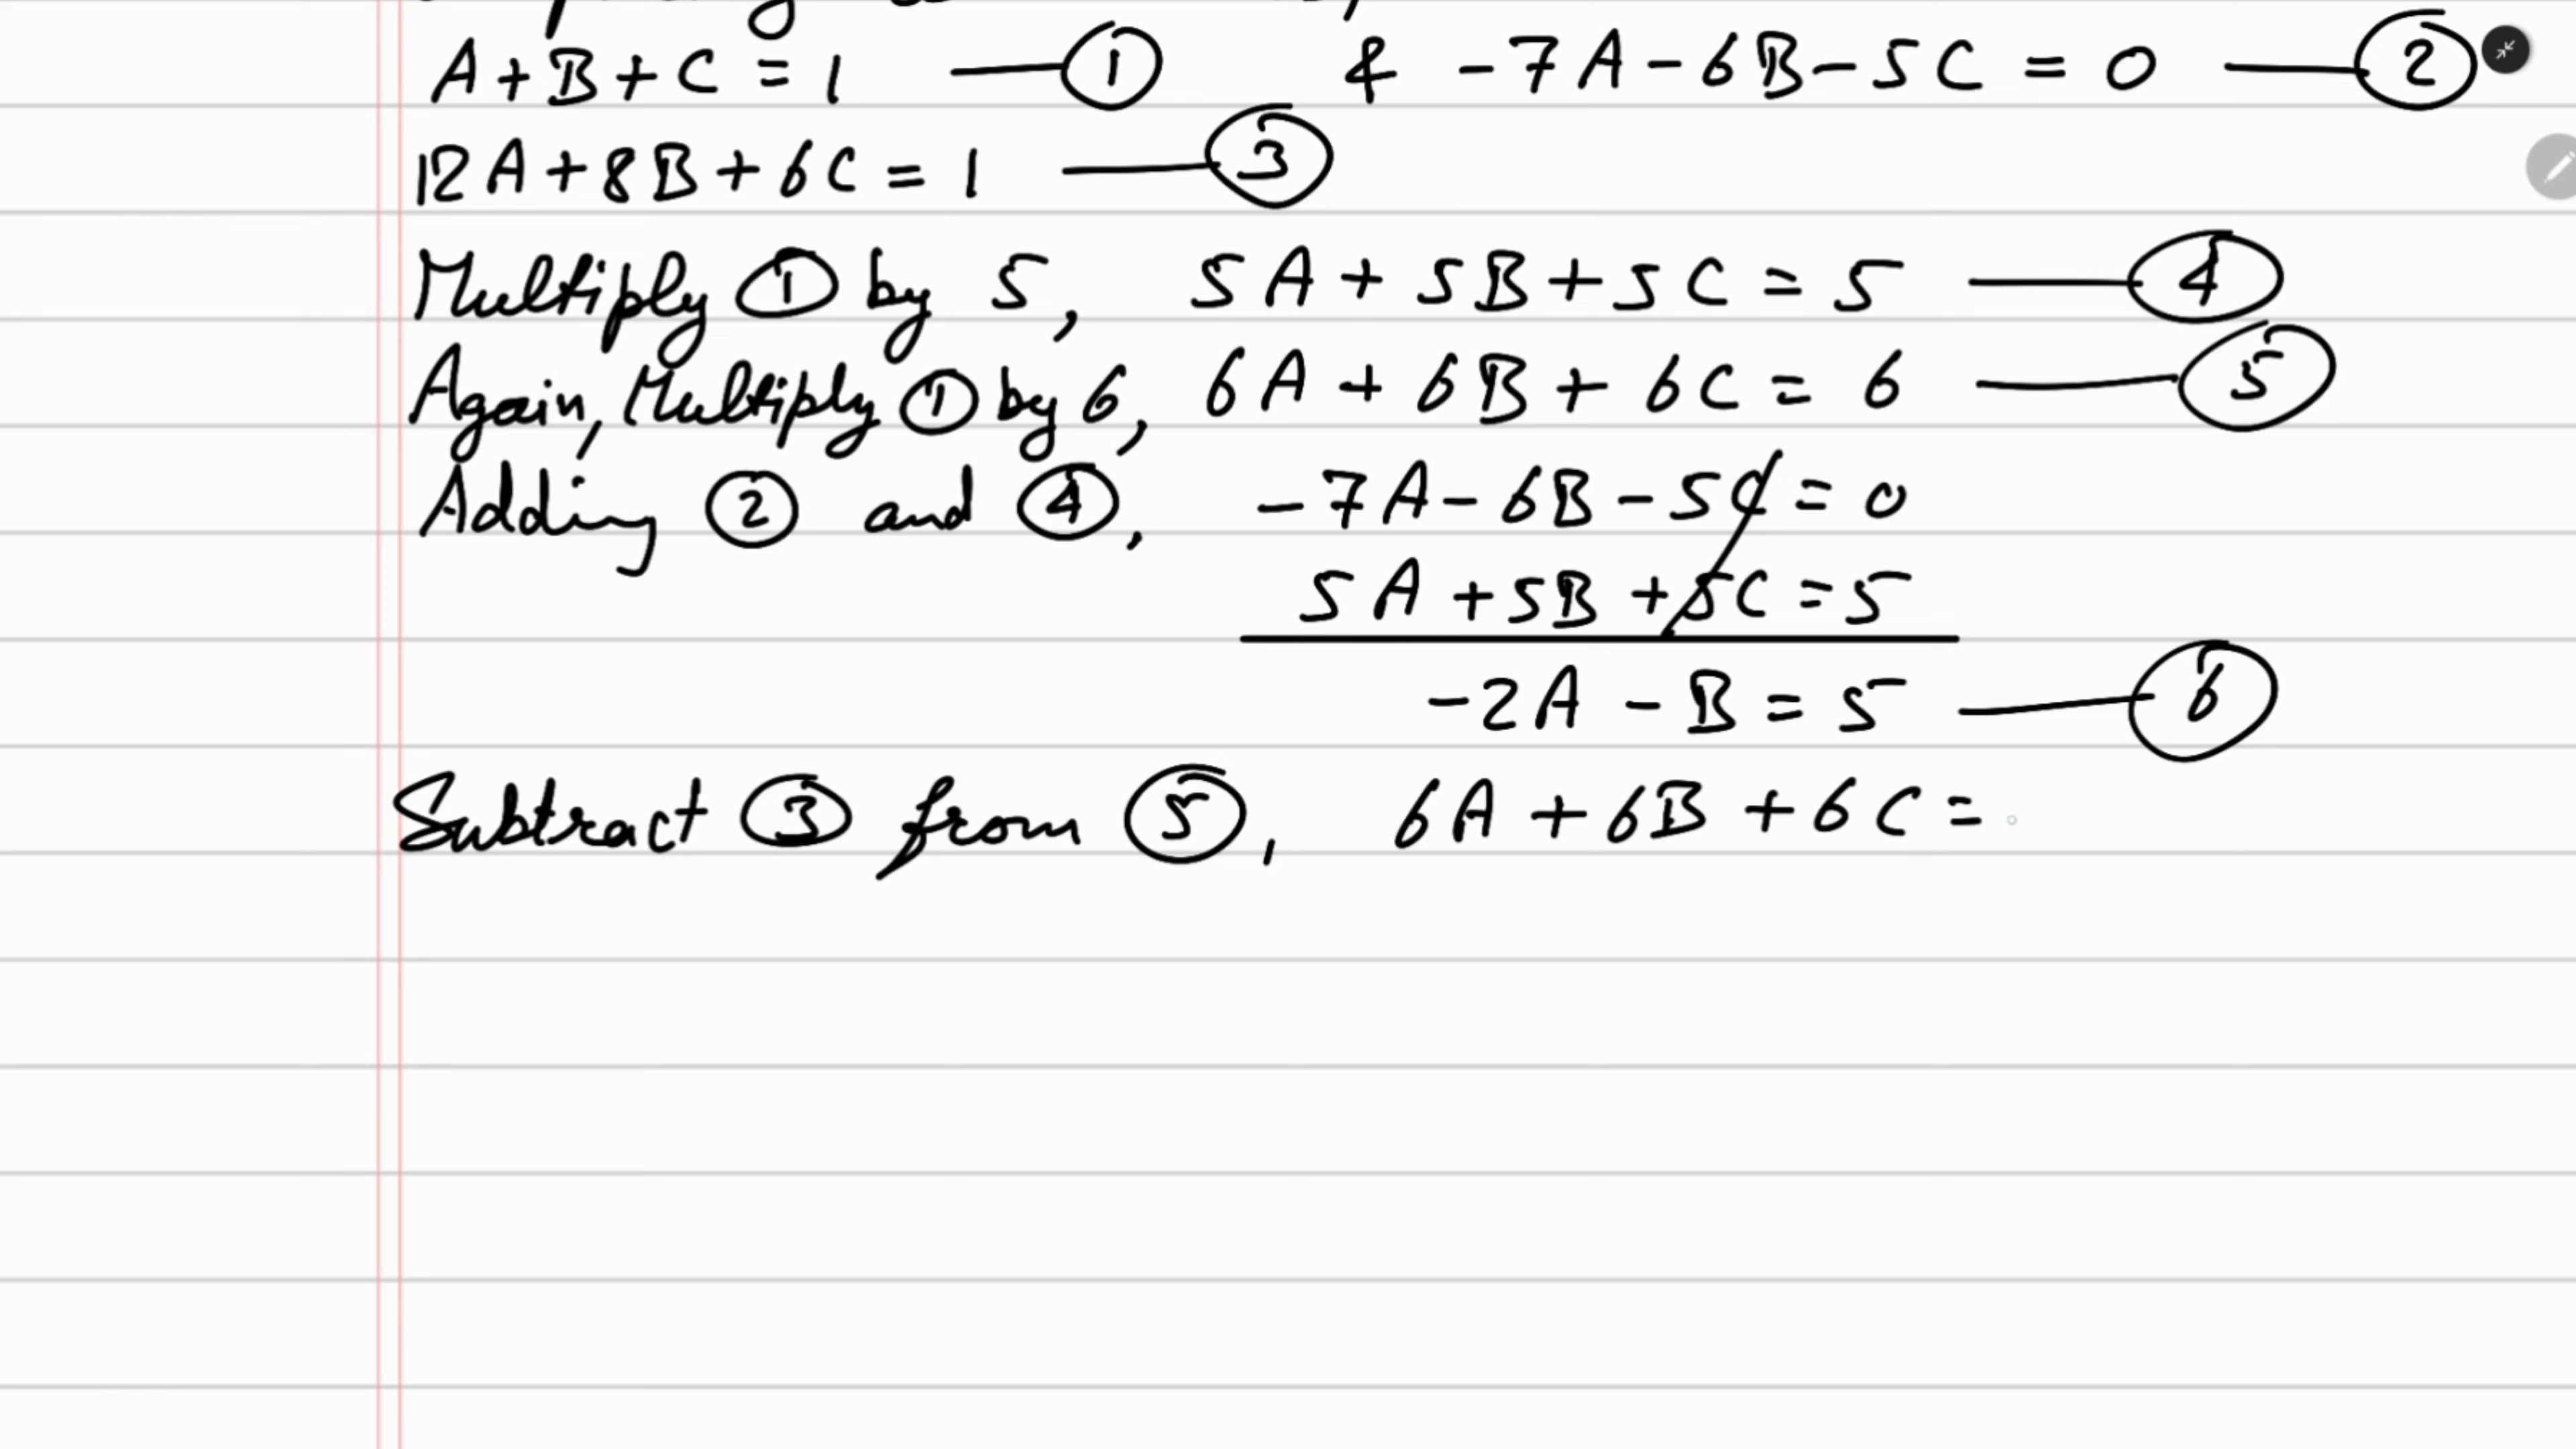 A + B + C = 1 — ① & -7A - 6B - 5C = 0 — ②
12A + 8B + 6C = 1 — ③
Multiply ① by 5, 5A + 5B + 5C = 5 — ④
Again, Multiply ① by 6, 6A + 6B + 6C = 6 — ⑤
Adding ② and ④, -7A - 6B - 5C = 0
5A + 5B + 5C = 5
-2A - B = 5 — ⑥
Subtract ③ from ⑤, 6A + 6B + 6C =